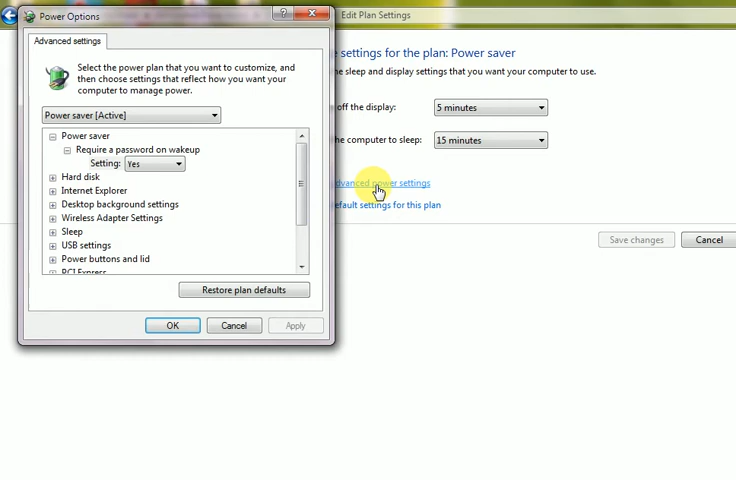 Power Options
Edit Plan Settings
Advanced settings
Select the power plan that you want to customize, and
then choose settings that reflect how you want your
computer to manage power.
Power saver [Active]
Power saver
Require a password on wakeup
Setting: Yes
Hard disk
Internet Explorer
Desktop background settings
Wireless Adapter Settings
Sleep
USB settings
Power buttons and lid
PCI Express
Restore plan defaults
OK
Cancel
Apply
settings for the plan: Power saver
the sleep and display settings that you want your computer to use.
off the display: 5 minutes
the computer to sleep: 15 minutes
dvanced power settings
efault settings for this plan
Save changes
Cancel